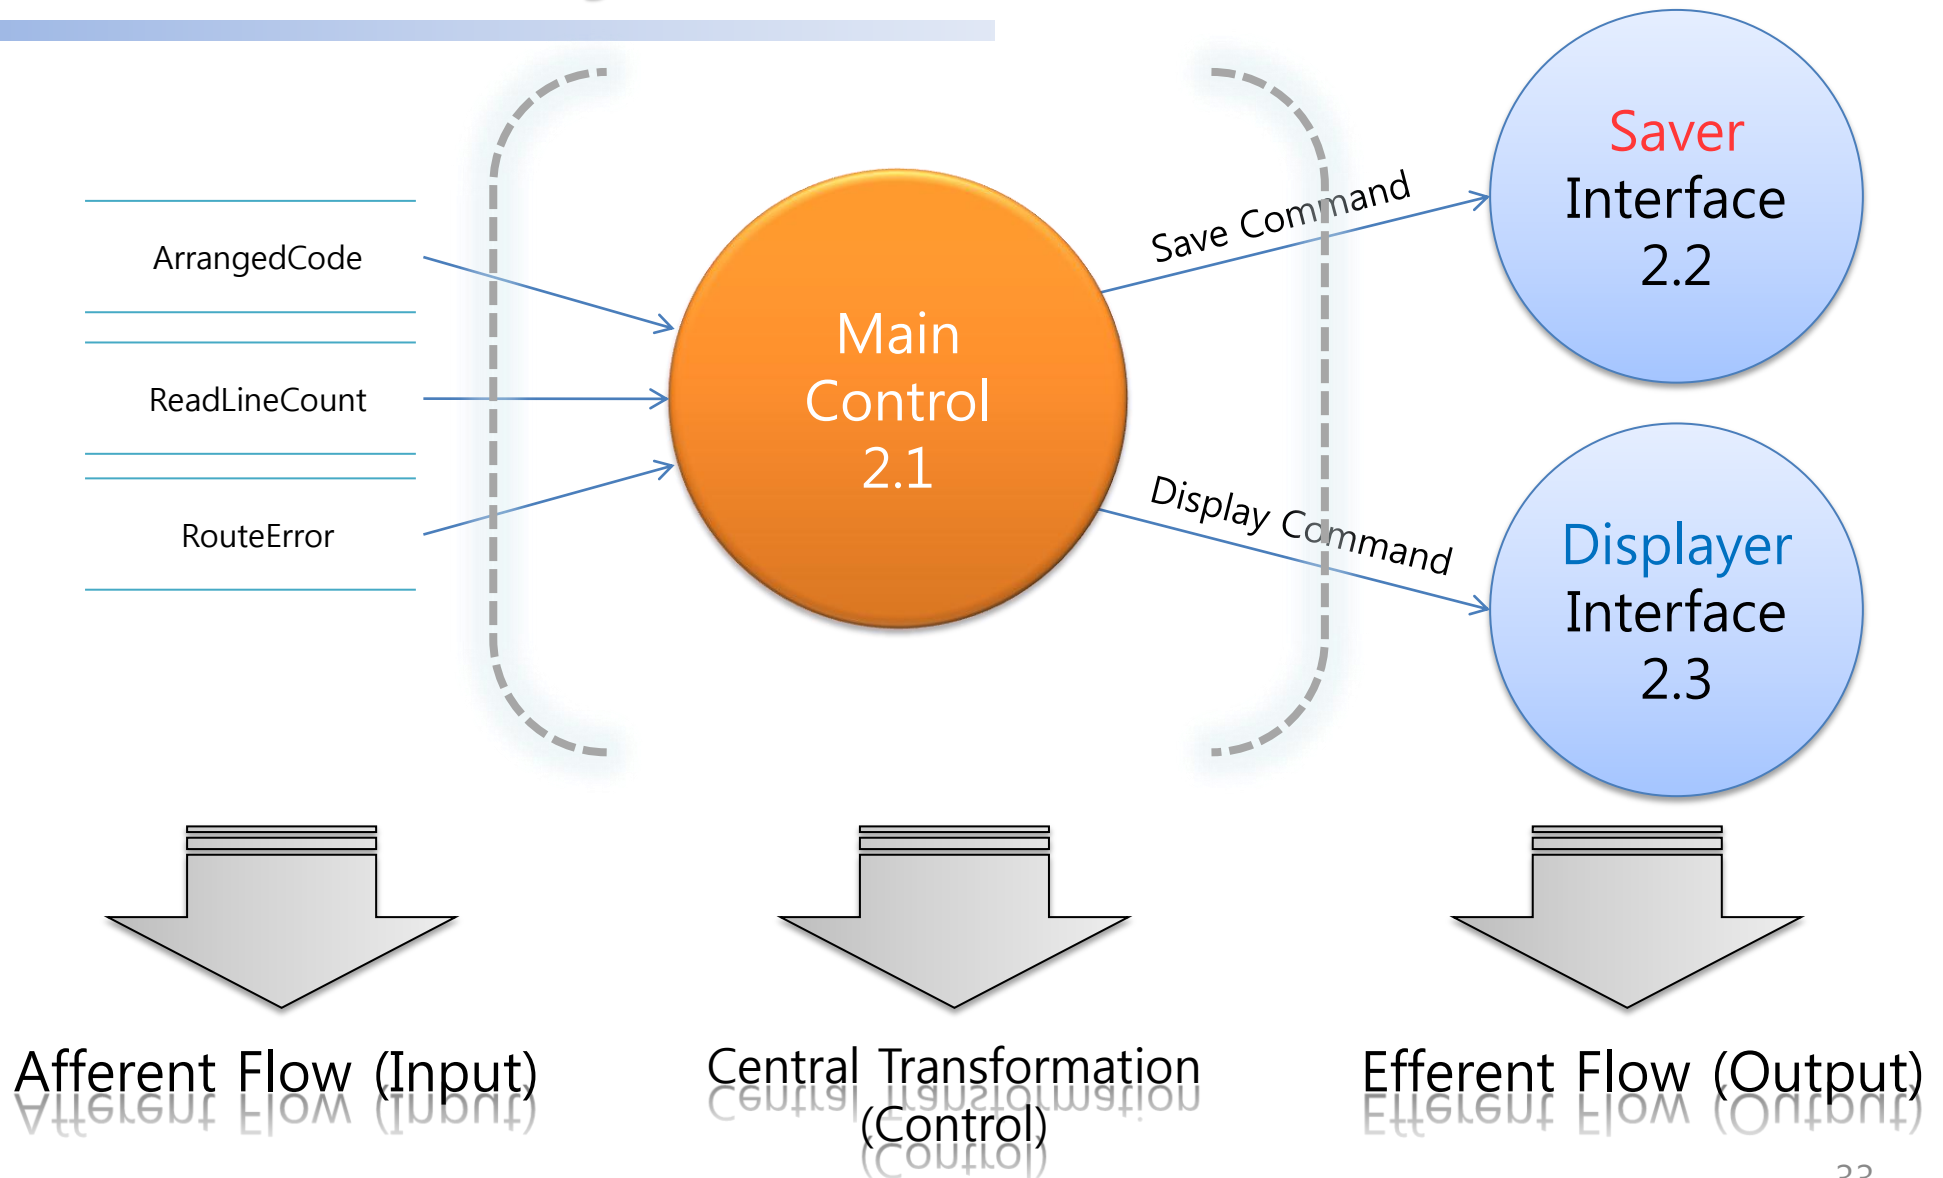 ArrangedCode
ReadLineCount
RouteError
Main
Control
2.1
Save Command
Display Command
Saver
Interface
2.2
Displayer
Interface
2.3
Afferent Flow (Input)
Central Transformation
(Control)
Efferent Flow (Output)
33